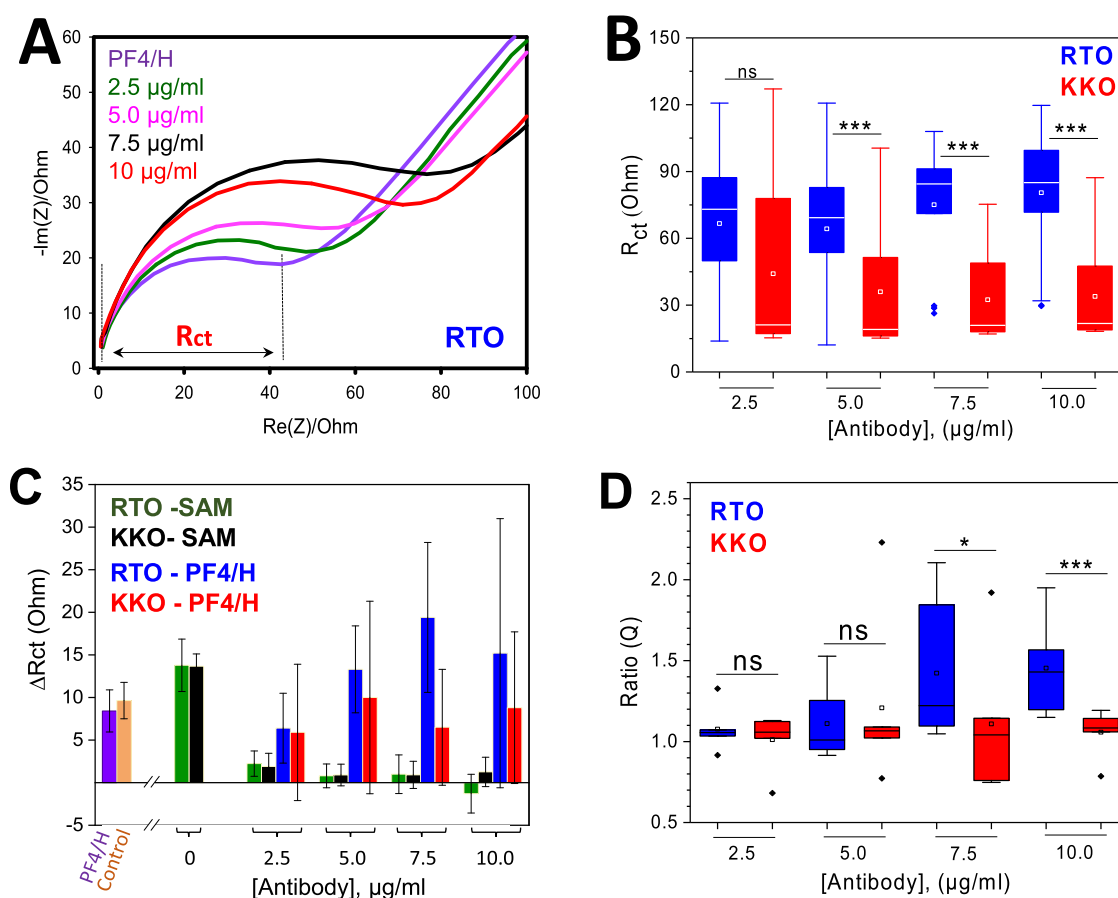 A
60
50
40
30
20
10
0
-Im(Z)/Ohm
PF4/H
2.5 µg/ml
5.0 µg/ml
7.5 µg/ml
10 µg/ml
Rct
RTO
0 20 40 60 80 100
Re(Z)/Ohm
B
150
120
90
60
30
0
Rct (Ohm)
RTO
KKO
ns
***
***
***
2.5 5.0 7.5 10.0
[Antibody], (µg/ml)
C
35
30
25
20
15
10
5
-5
ΔRct (Ohm)
RTO -SAM
KKO- SAM
RTO - PF4/H
KKO - PF4/H
PF4/H
Control
0 2.5 5.0 7.5 10.0
[Antibody], µg/ml
D
2.5
2.0
1.5
1.0
0.5
Ratio (Q)
RTO
KKO
ns
ns
*
***
2.5 5.0 7.5 10.0
[Antibody], (µg/ml)